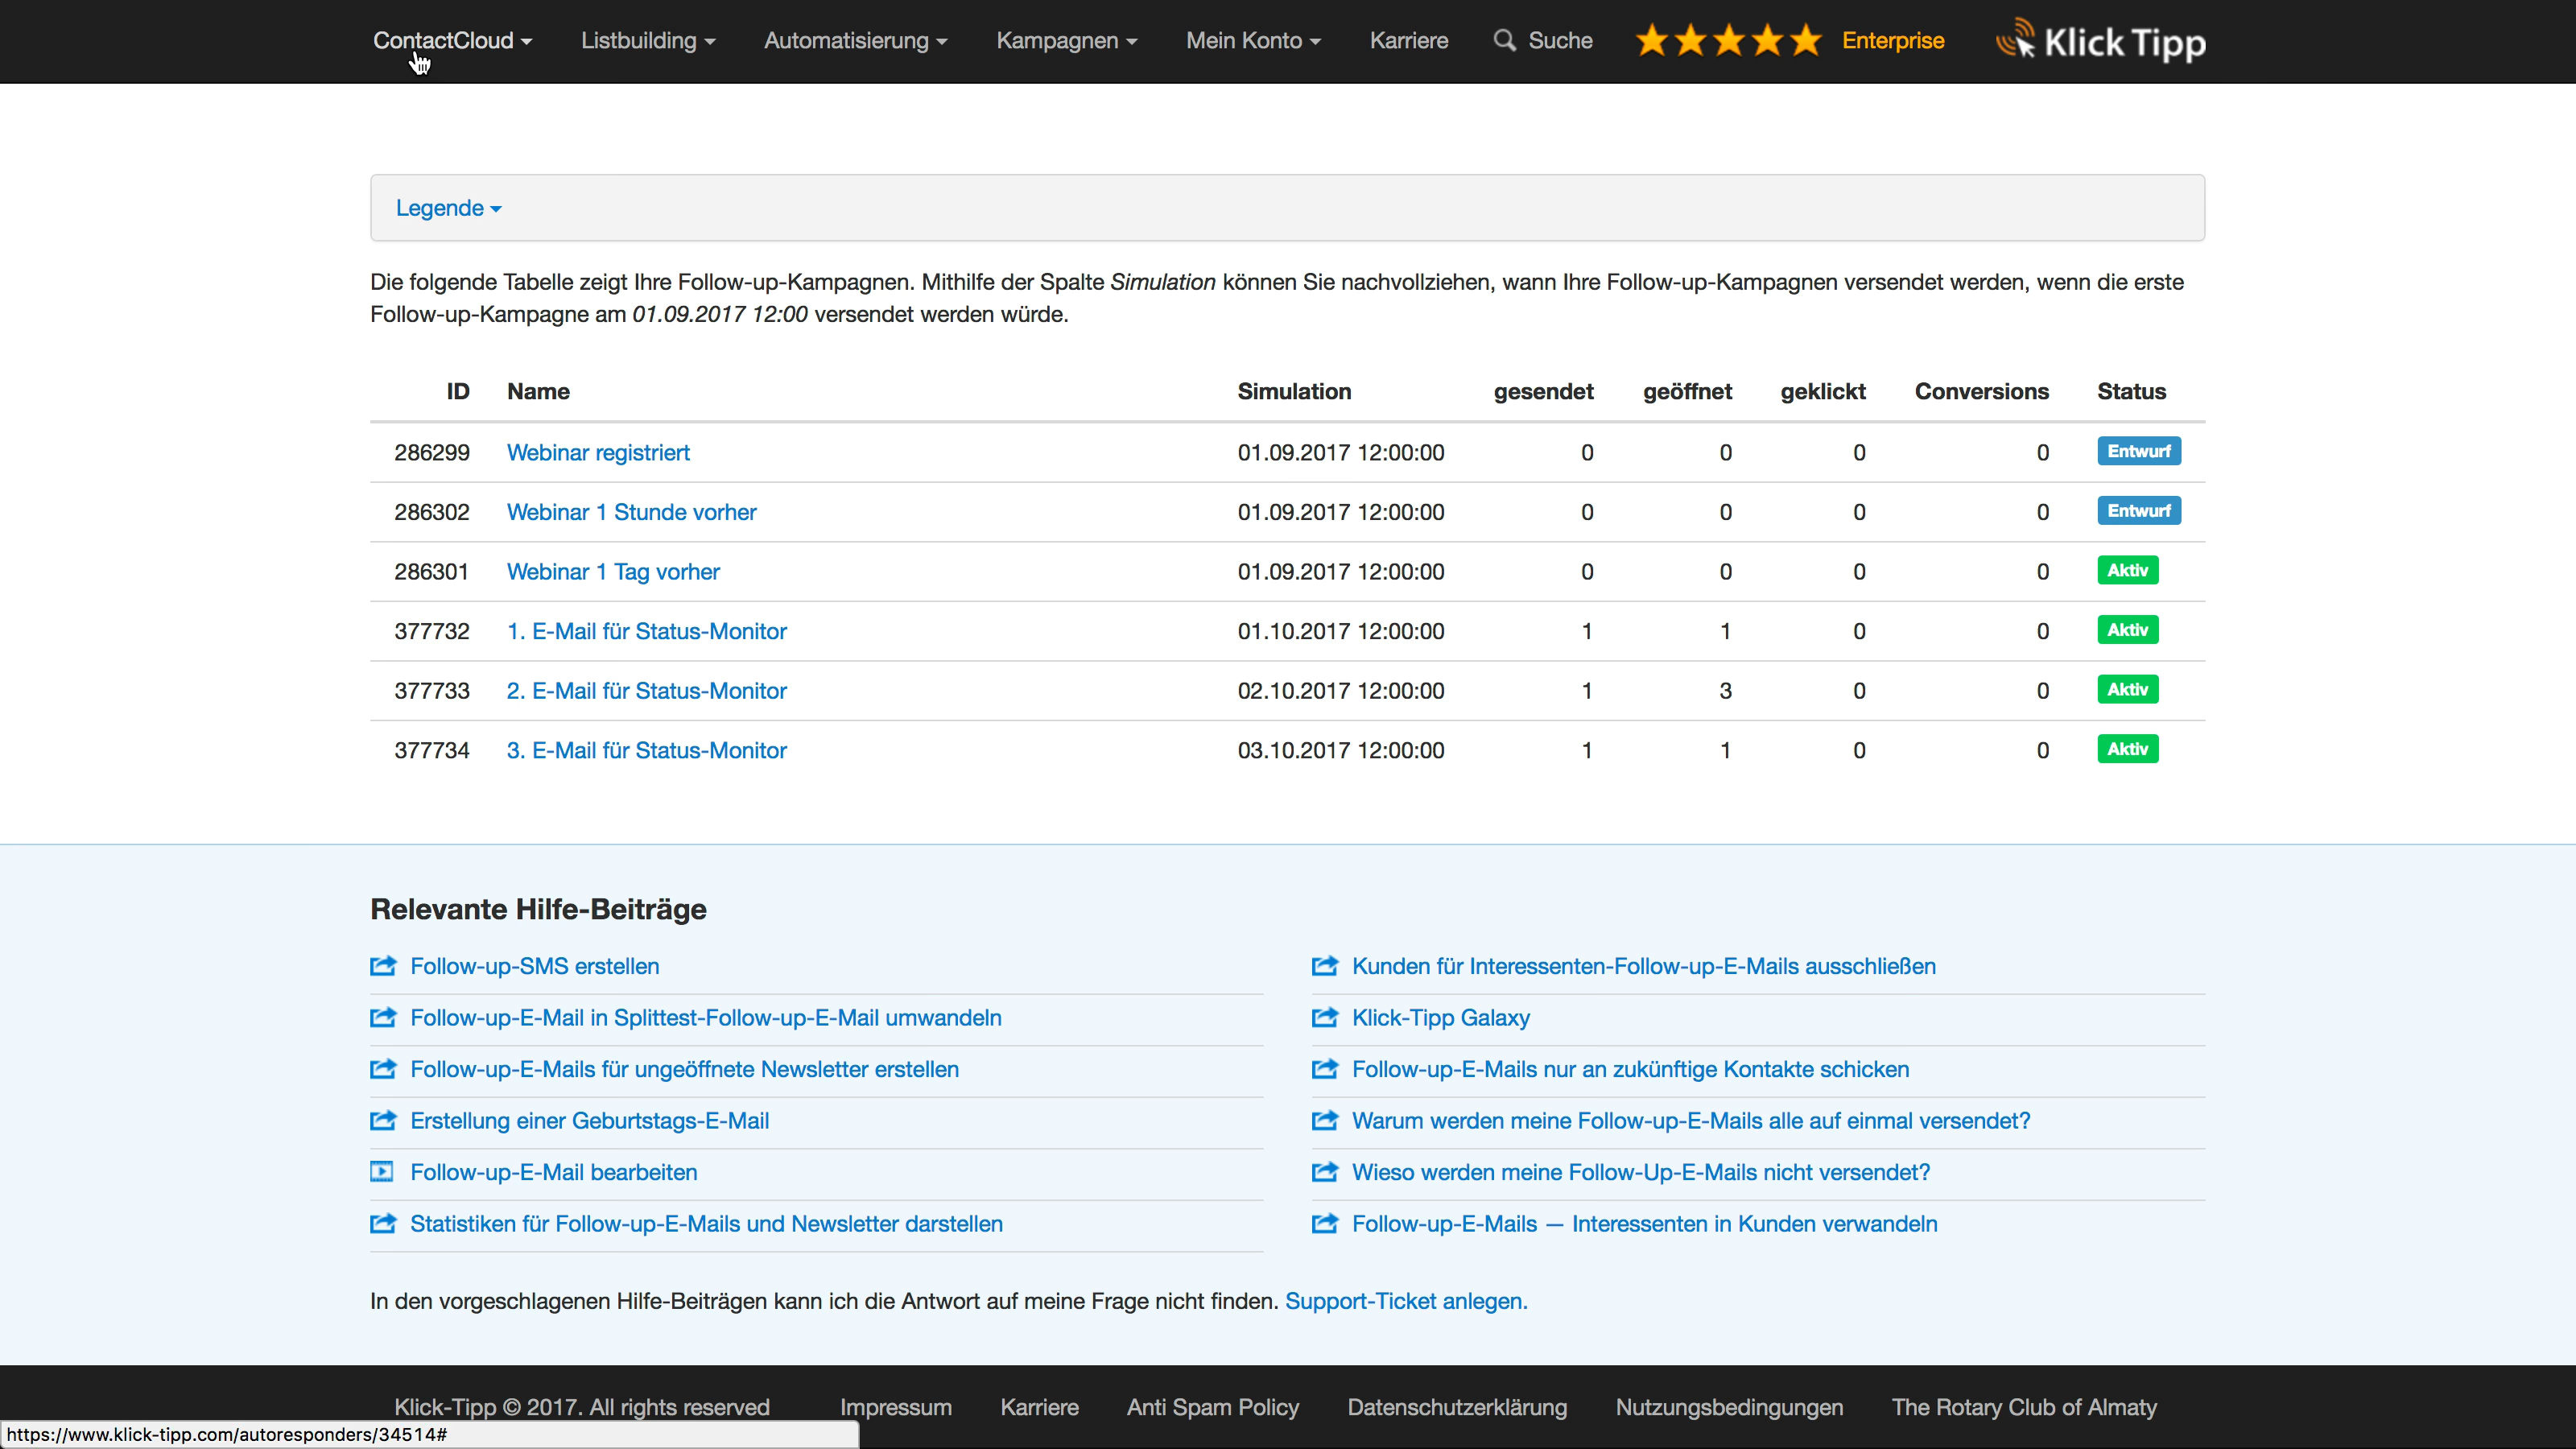 ContactCloud Listbuilding Automatisierung Kampagnen Mein Konto Karriere Suche Enterprise Klick Tipp
Legende
Die folgende Tabelle zeigt Ihre Follow-up-Kampagnen. Mithilfe der Spalte Simulation können Sie nachvollziehen, wann Ihre Follow-up-Kampagnen versendet werden, wenn die erste
Follow-up-Kampagne am 01.09.2017 12:00 versendet werden würde.
ID Name Simulation gesendet geöffnet geklickt Conversions Status
286299 Webinar registriert 01.09.2017 12:00:00 0 0 0 0 Entwurf
286302 Webinar 1 Stunde vorher 01.09.2017 12:00:00 0 0 0 0 Entwurf
286301 Webinar 1 Tag vorher 01.09.2017 12:00:00 0 0 0 0 Aktiv
377732 1. E-Mail für Status-Monitor 01.10.2017 12:00:00 1 1 0 0 Aktiv
377733 2. E-Mail für Status-Monitor 02.10.2017 12:00:00 1 3 0 0 Aktiv
377734 3. E-Mail für Status-Monitor 03.10.2017 12:00:00 1 1 0 0 Aktiv
Relevante Hilfe-Beiträge
Follow-up-SMS erstellen
Follow-up-E-Mail in Splittest-Follow-up-E-Mail umwandeln
Follow-up-E-Mails für ungeöffnete Newsletter erstellen
Erstellung einer Geburtstags-E-Mail
Follow-up-E-Mail bearbeiten
Statistiken für Follow-up-E-Mails und Newsletter darstellen
Kunden für Interessenten-Follow-up-E-Mails ausschließen
Klick-Tipp Galaxy
Follow-up-E-Mails nur an zukünftige Kontakte schicken
Warum werden meine Follow-up-E-Mails alle auf einmal versendet?
Wieso werden meine Follow-Up-E-Mails nicht versendet?
Follow-up-E-Mails — Interessenten in Kunden verwandeln
In den vorgeschlagenen Hilfe-Beiträgen kann ich die Antwort auf meine Frage nicht finden. Support-Ticket anlegen.
Klick-Tipp © 2017. All rights reserved Impressum Karriere Anti Spam Policy Datenschutzerklärung Nutzungsbedingungen The Rotary Club of Almaty
https://www.klick-tipp.com/autoresponders/34514#